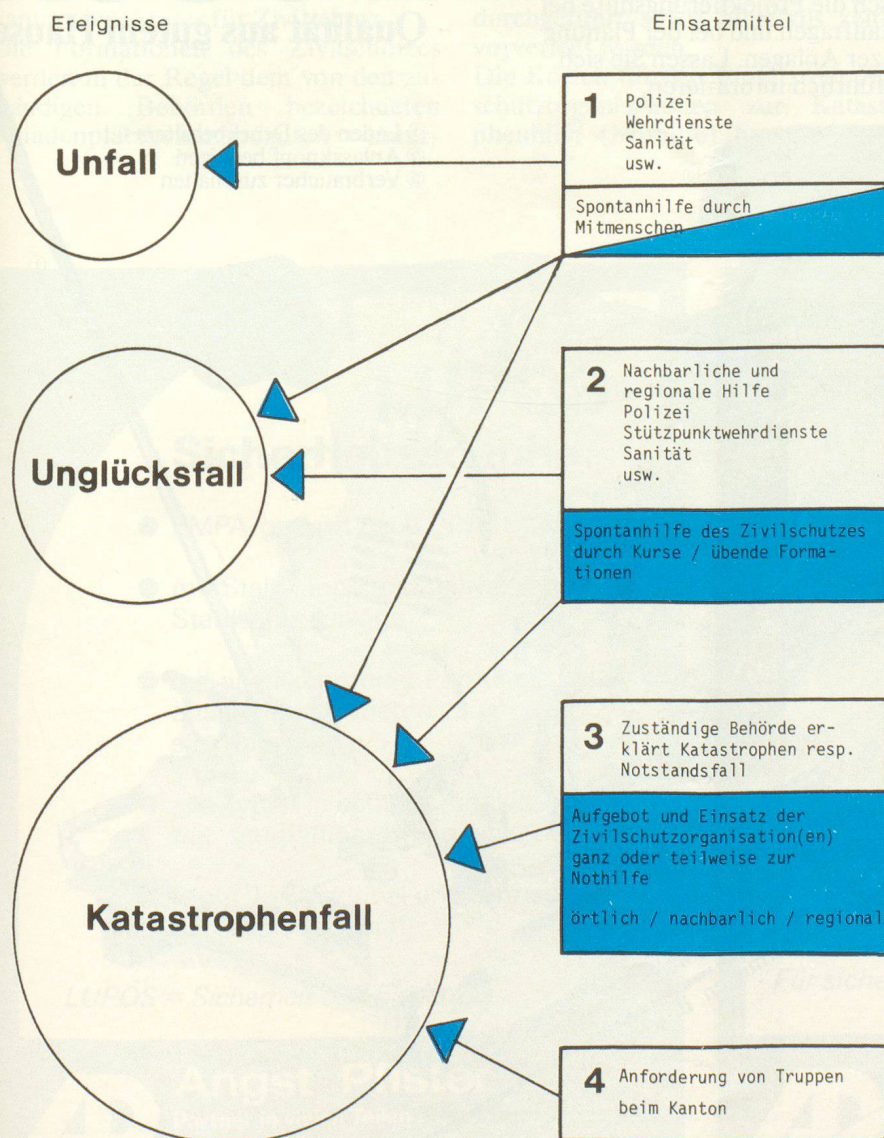 Ereignisse
Einsatzmittel
Unfall
1 Polizei
Wehrdienste
Sanität
usw.
Spontanhilfe durch
Mitmenschen
Unglücksfall
2 Nachbarliche und
regionale Hilfe
Polizei
Stützpunktwehrdienste
Sanität
usw.
Spontanhilfe des Zivilschutzes
durch Kurse / übende Forma-
tionen
Katastrophenfall
3 Zuständige Behörde er-
klärt Katastrophen resp.
Notstandsfall
Aufgebot und Einsatz der
Zivilschutzorganisation(en)
ganz oder teilweise zur
Nothilfe
örtlich / nachbarlich / regional
4 Anforderung von Truppen
beim Kanton